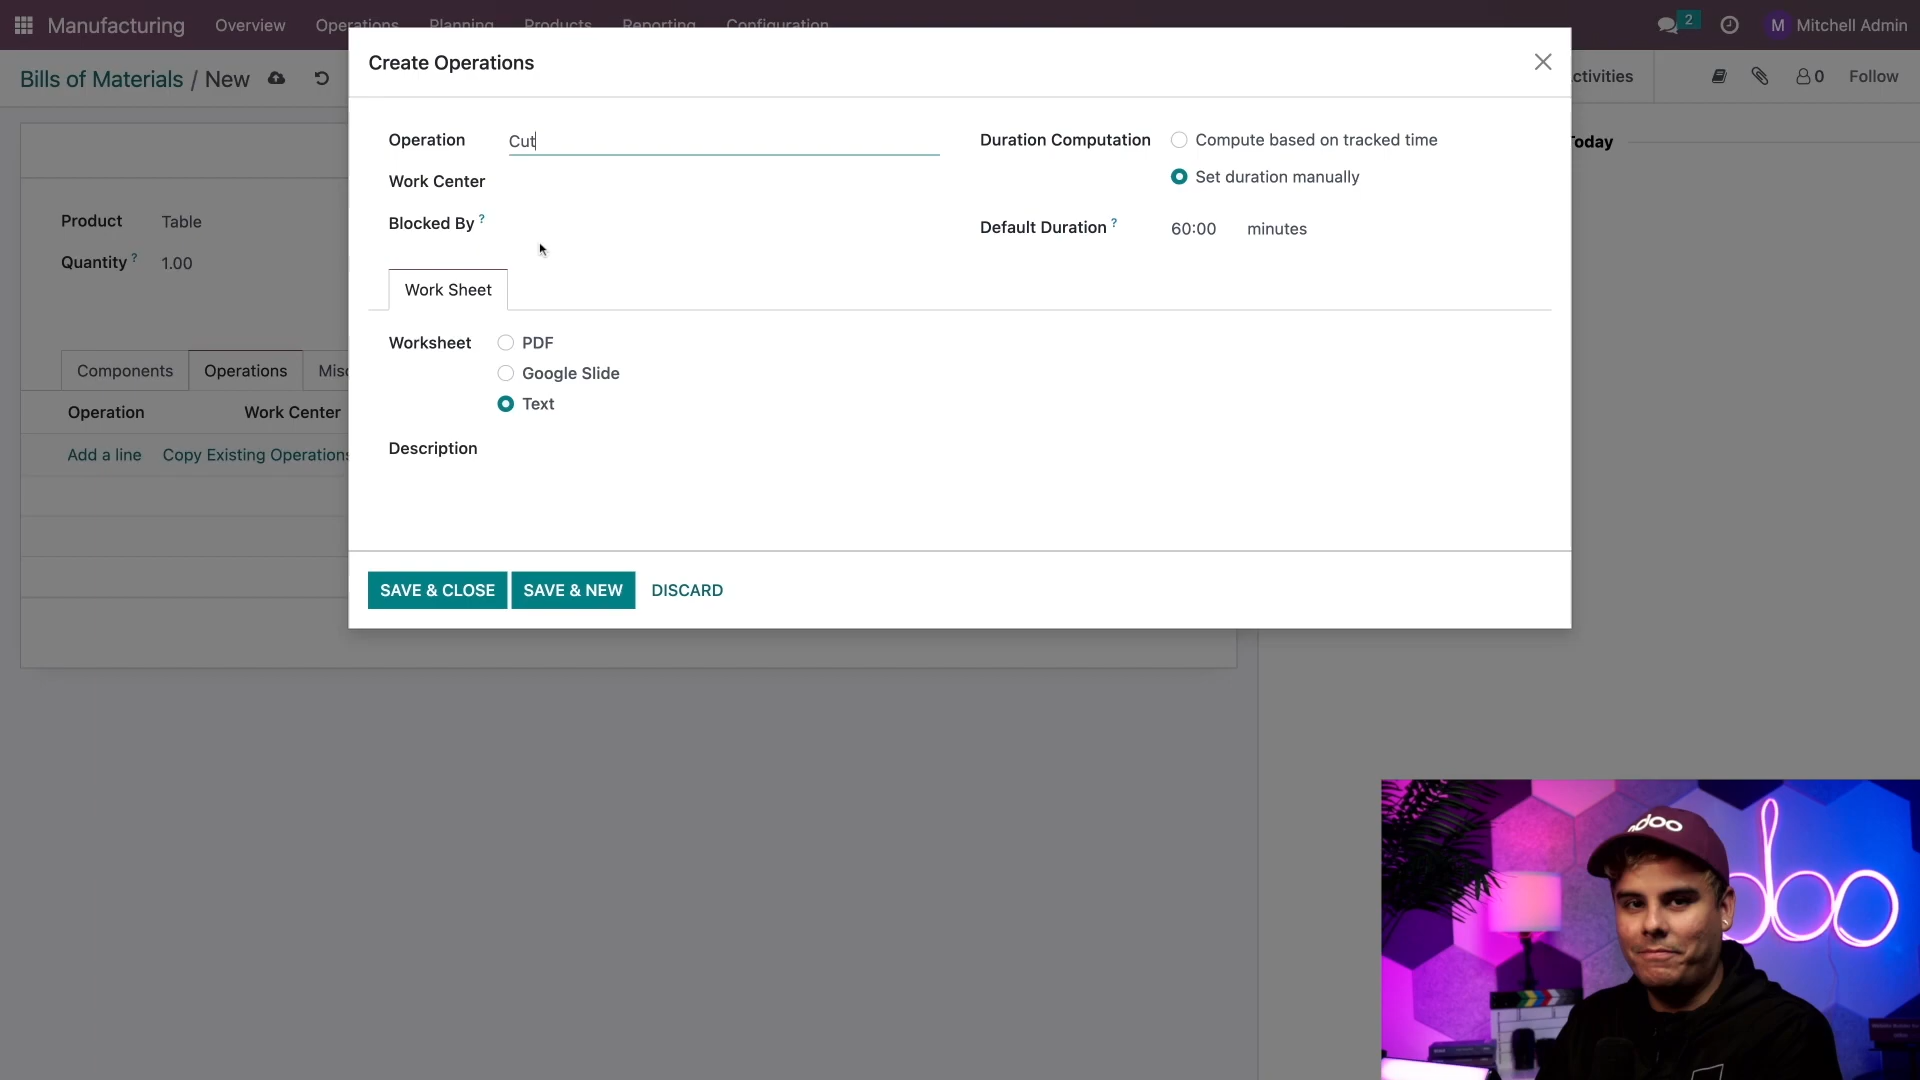 Manufacturing Overview Operations Planning Products Reporting Configuration 2 M Mitchell Admin
Bills of Materials / New
ctivities 0 Follow
Create Operations
Operation Cut
Duration Computation Compute based on tracked time
Today
Work Center
Set duration manually
Blocked By ?
Default Duration ? 60:00 minutes
Product Table
Quantity ? 1.00
Work Sheet
Worksheet PDF
Google Slide
Text
Components Operations Misc
Operation Work Center
Add a line Copy Existing Operations
Description
SAVE & CLOSE SAVE & NEW DISCARD
odoo
doo